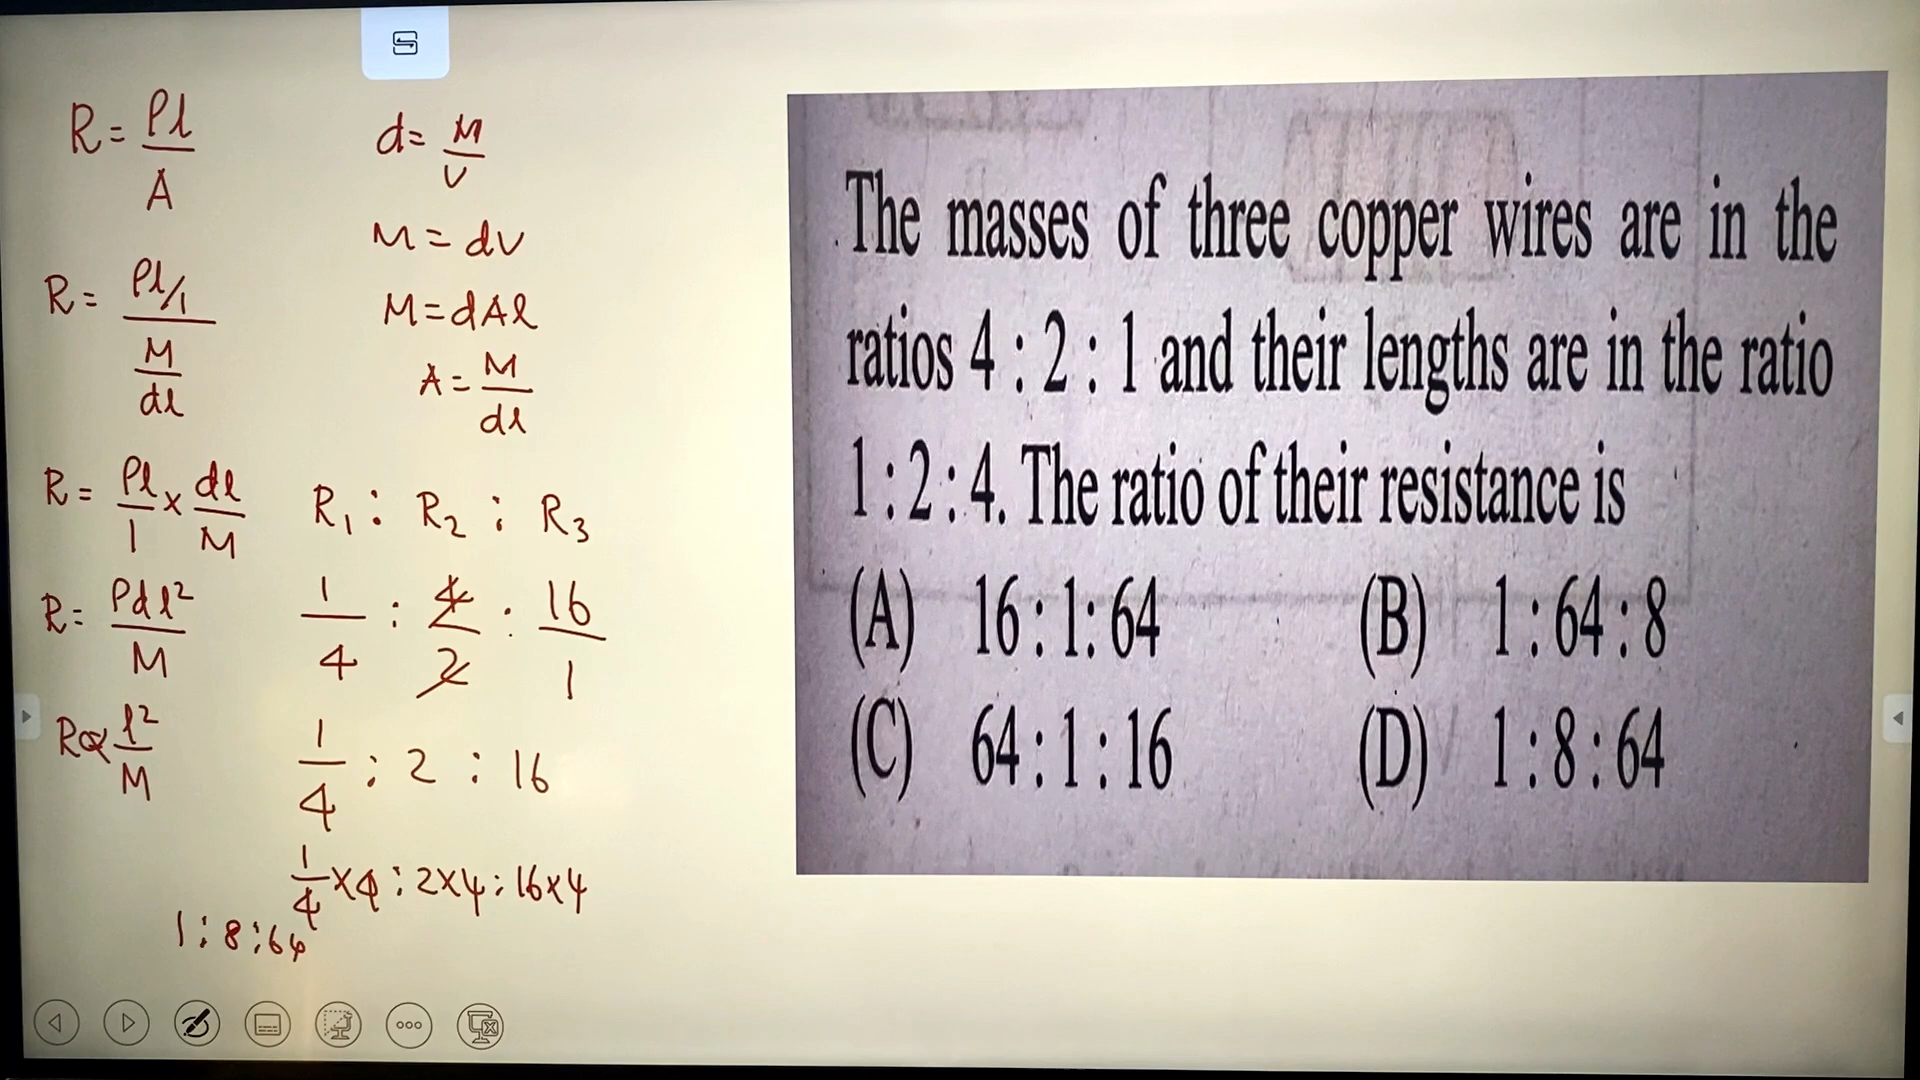 R = ρl / A
R = ρl/1 / M/dl
R = ρl/1 × dl/M
R = ρdl² / M
R α l² / M
d = M / V
M = dV
M = dAl
A = M / dl
R₁ : R₂ : R₃
1/4 : 4/2 : 16/1
1/4 : 2 : 16
1/4 × 4 : 2×4 : 16×4
1 : 8 : 64
The masses of three copper wires are in the
ratios 4 : 2 : 1 and their lengths are in the ratio
1 : 2 : 4. The ratio of their resistance is
(A) 16 : 1 : 64 (B) 1 : 64 : 8
(C) 64 : 1 : 16 (D) 1 : 8 : 64